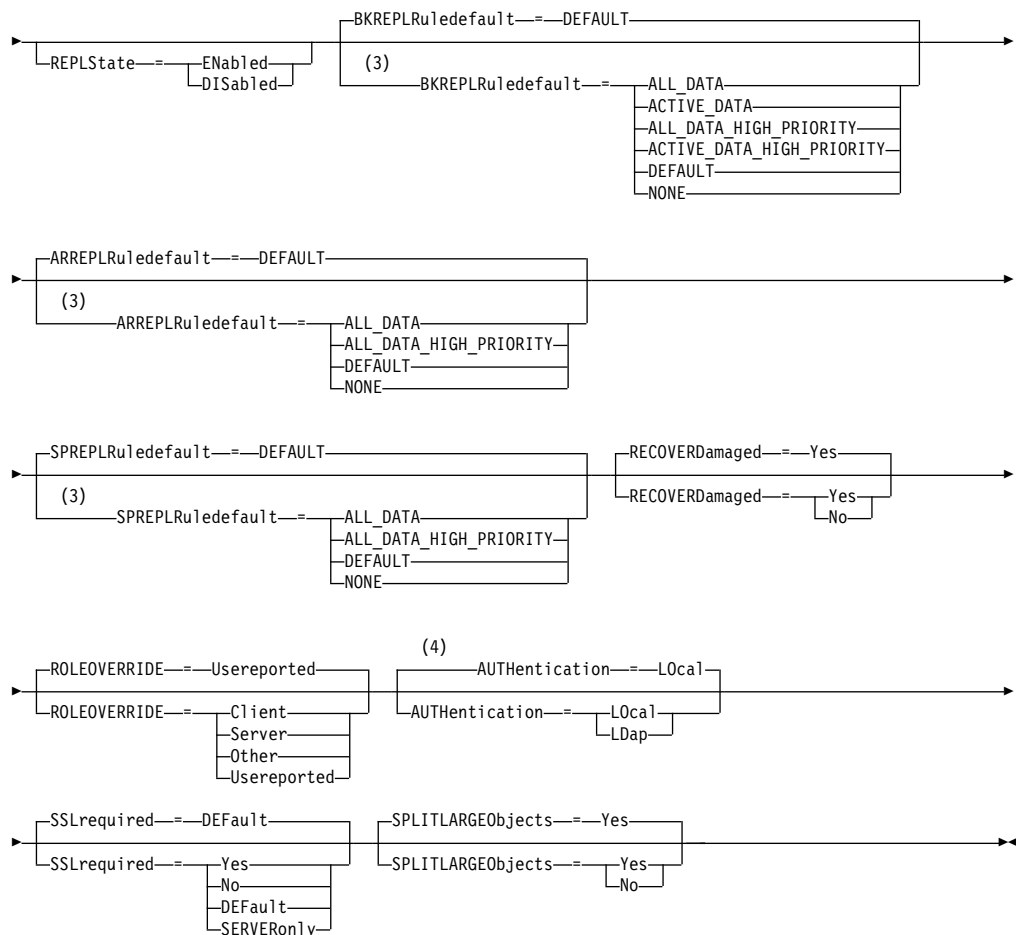 BKREPLRuledefault = DEFAULT
REPLState = ENabled
DISabled
(3)
BKREPLRuledefault = ALL_DATA
ACTIVE_DATA
ALL_DATA_HIGH_PRIORITY
ACTIVE_DATA_HIGH_PRIORITY
DEFAULT
NONE
ARREPLRuledefault = DEFAULT
(3)
ARREPLRuledefault = ALL_DATA
ALL_DATA_HIGH_PRIORITY
DEFAULT
NONE
SPREPLRuledefault = DEFAULT
(3)
SPREPLRuledefault = ALL_DATA
ALL_DATA_HIGH_PRIORITY
DEFAULT
NONE
RECOVERDamaged = Yes
RECOVERDamaged = Yes
No
ROLEOVERRIDE = Usereported
ROLEOVERRIDE = Client
Server
Other
Usereported
(4)
AUTHentication = LOcal
AUTHentication = LOcal
LDap
SSLrequired = DEFault
SSLrequired = Yes
No
DEFault
SERVERonly
SPLITLARGEObjects = Yes
SPLITLARGEObjects = Yes
No